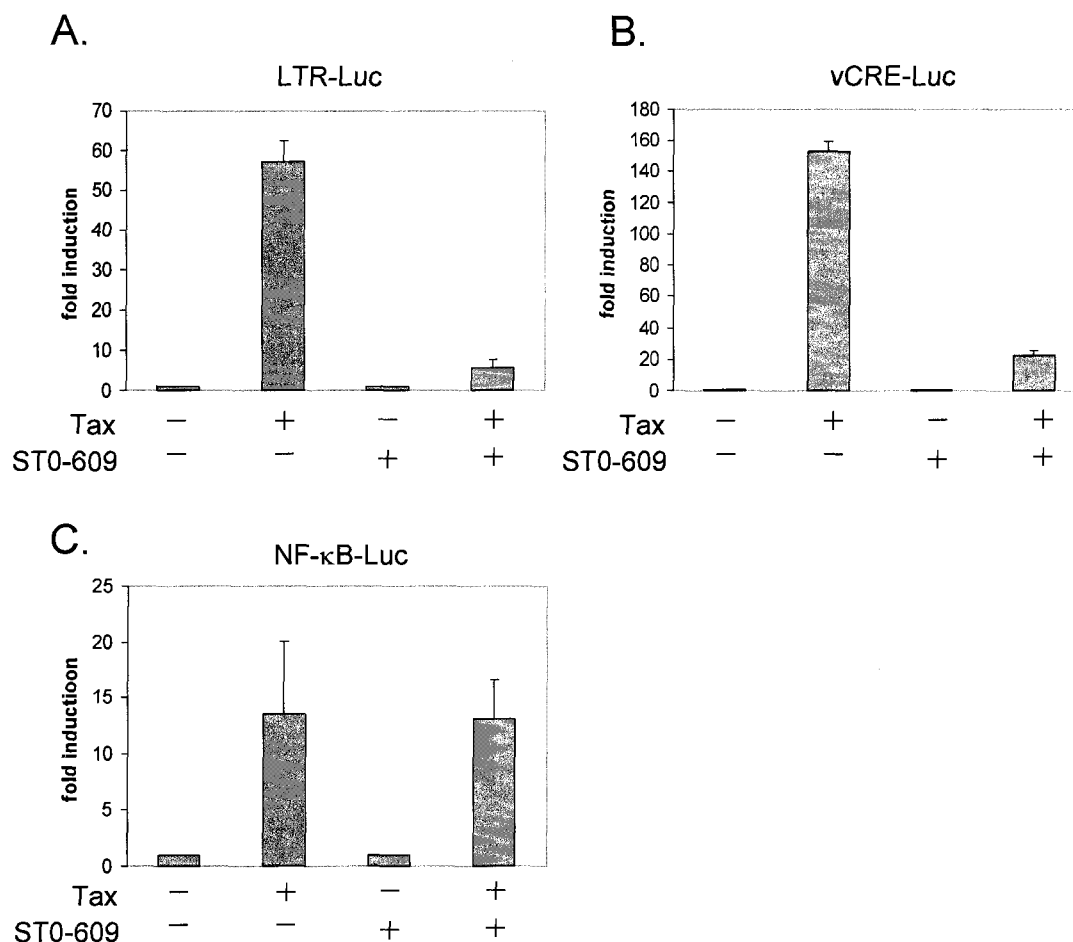 A.
LTR-Luc
70
60
50
40
30
20
10
0
fold induction
Tax − + − +
ST0-609 − − + +
B.
vCRE-Luc
180
160
140
120
100
80
60
40
20
0
fold induction
Tax − + − +
ST0-609 − − + +
C.
NF-κB-Luc
25
20
15
10
5
0
fold inductioon
Tax − + − +
ST0-609 − − + +